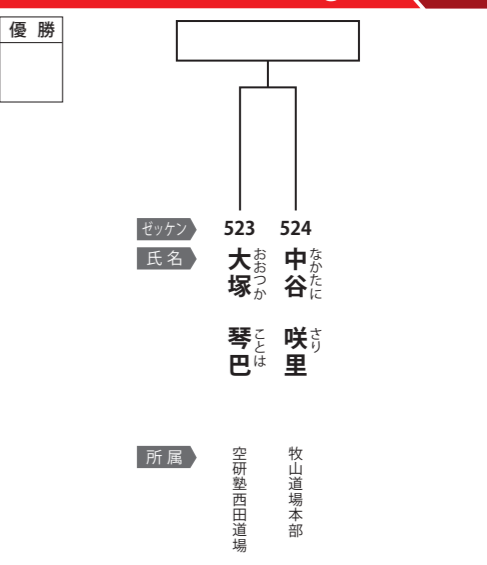 優 勝
ゼッケン 523 524
氏名
大塚 琴巴
おおつか ことは
中谷 咲里
なかたに さり
所属
空研塾西田道場
牧山道場本部